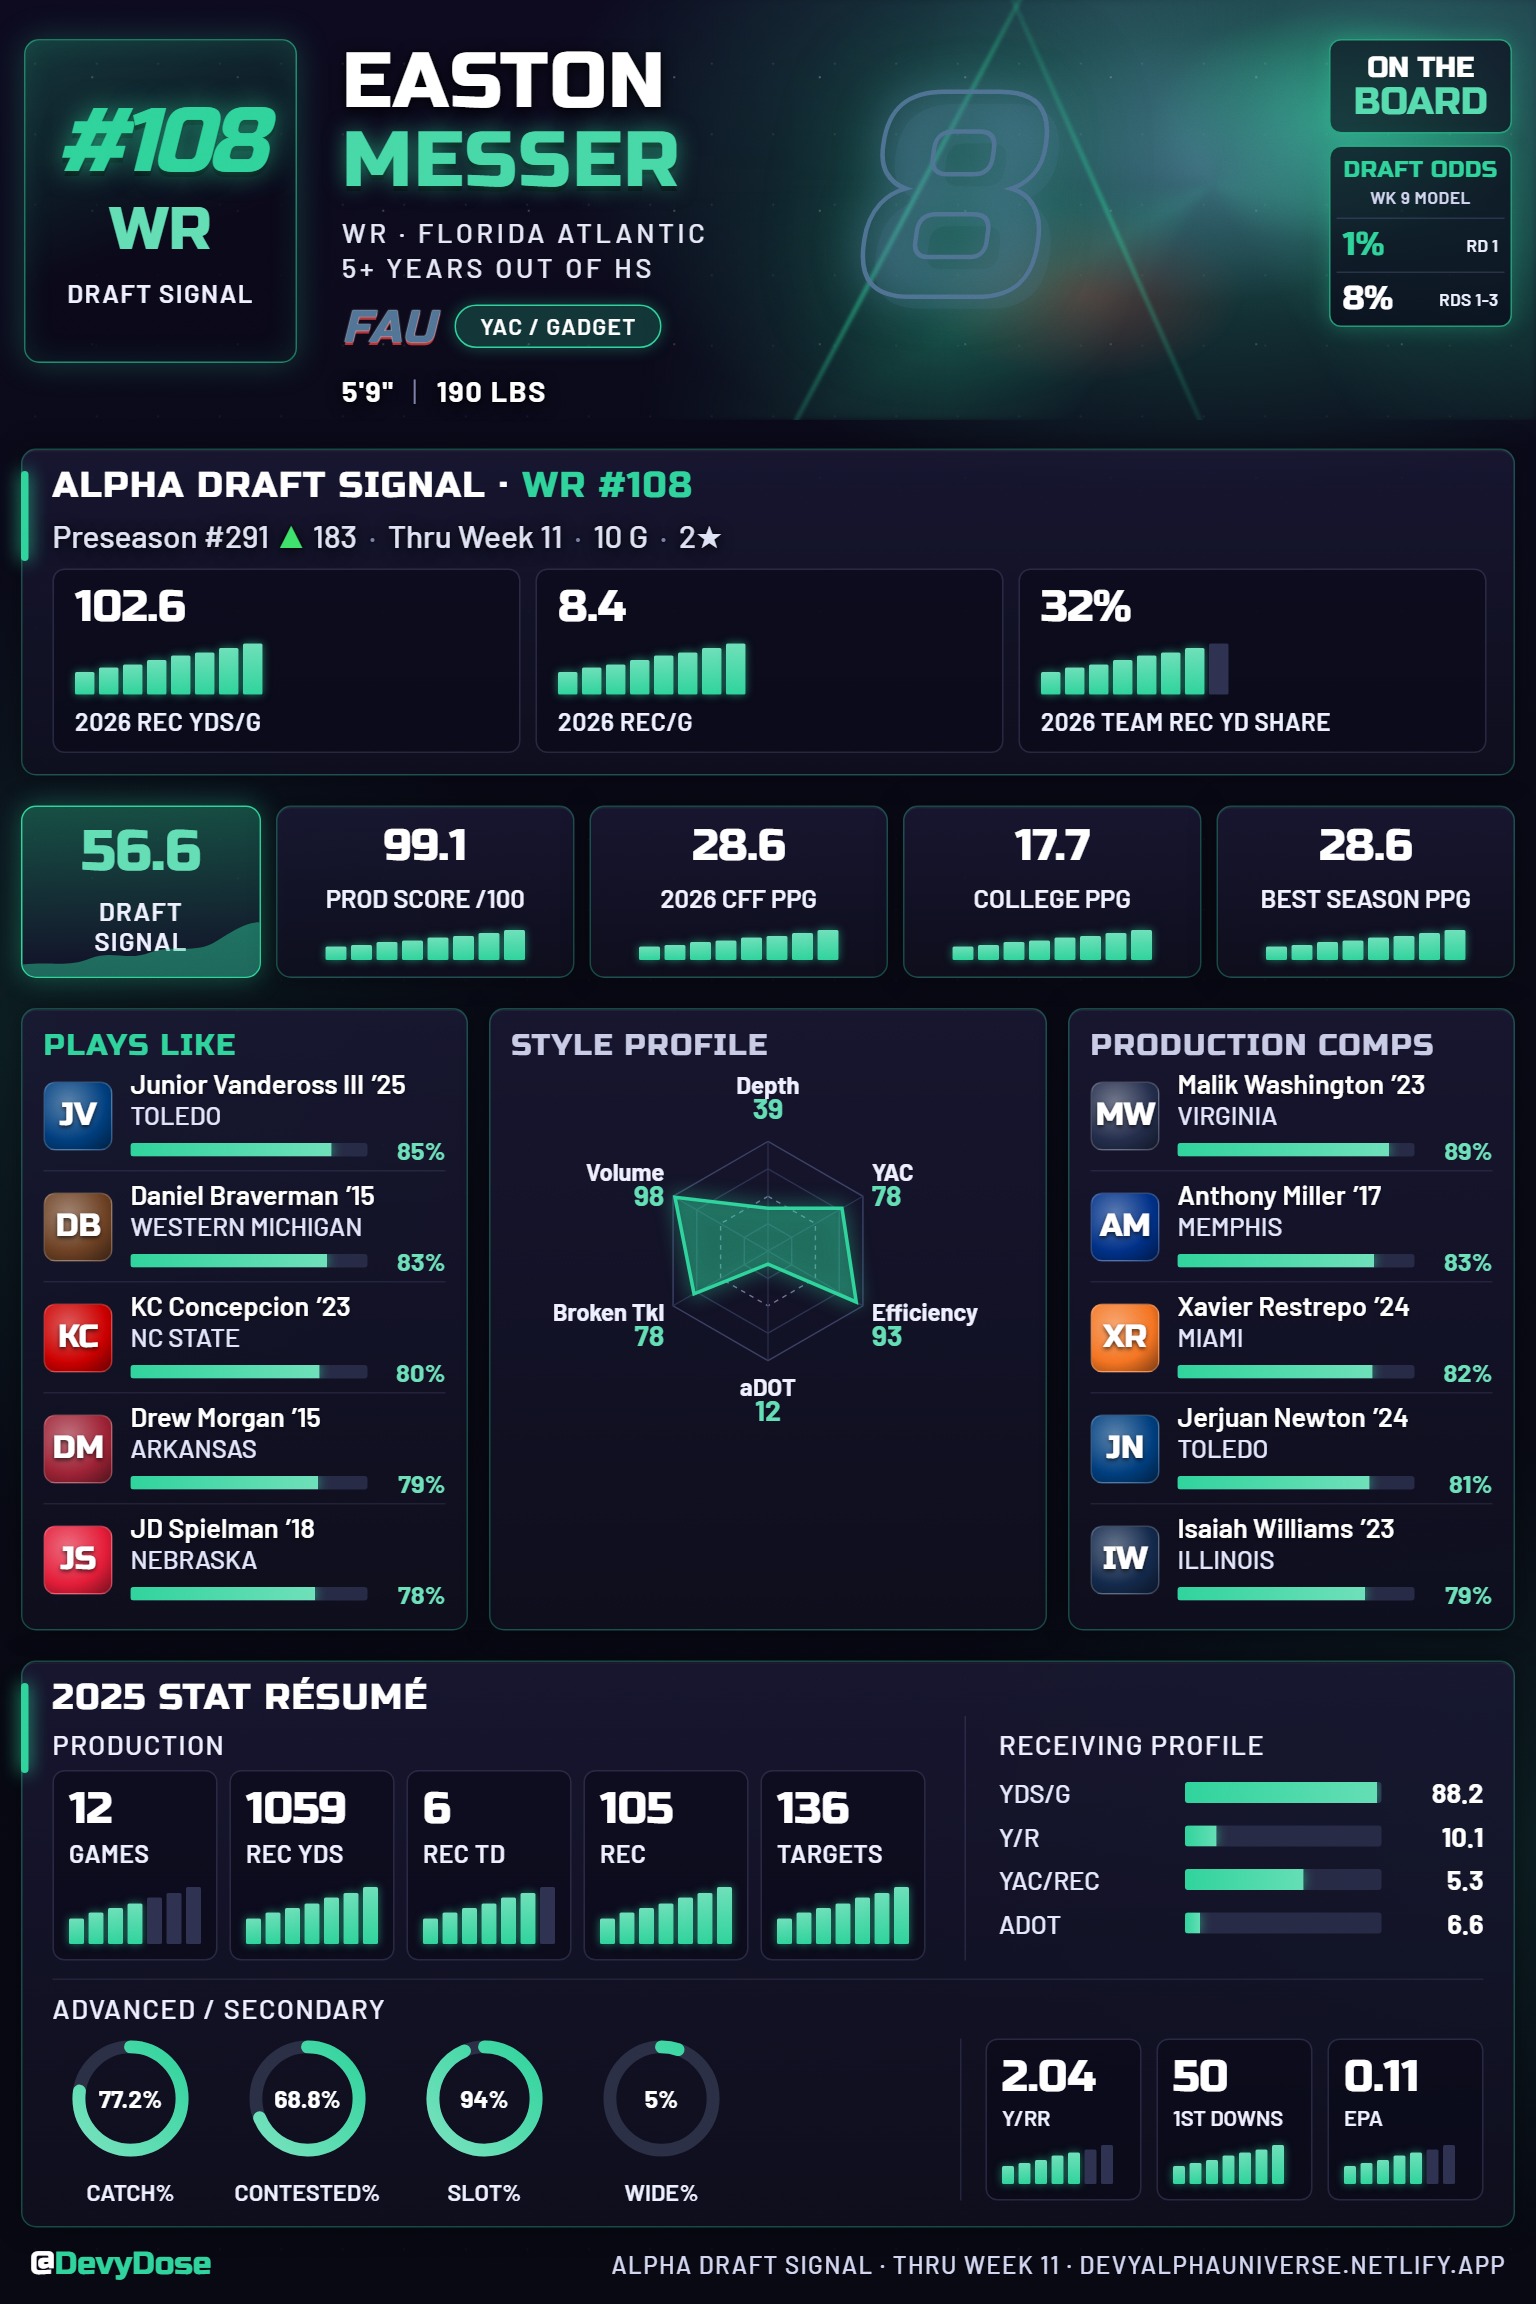 #108
WR
DRAFT SIGNAL
EASTON
MESSER
WR · FLORIDA ATLANTIC
5+ YEARS OUT OF HS
FAU
YAC / GADGET
5'9" | 190 LBS
8
ON THE
BOARD
DRAFT ODDS
WK 9 MODEL
1% RD 1
8% RDS 1-3
ALPHA DRAFT SIGNAL · WR #108
Preseason #291 ▲ 183 · Thru Week 11 · 10 G · 2★
102.6
2026 REC YDS/G
8.4
2026 REC/G
32%
2026 TEAM REC YD SHARE
56.6
DRAFT
SIGNAL
99.1
PROD SCORE /100
28.6
2026 CFF PPG
17.7
COLLEGE PPG
28.6
BEST SEASON PPG
PLAYS LIKE
JV
Junior Vandeross III ’25
TOLEDO
85%
DB
Daniel Braverman ’15
WESTERN MICHIGAN
83%
KC
KC Concepcion ’23
NC STATE
80%
DM
Drew Morgan ’15
ARKANSAS
79%
JS
JD Spielman ’18
NEBRASKA
78%
STYLE PROFILE
Depth
39
YAC
78
Efficiency
93
aDOT
12
Broken Tkl
78
Volume
98
PRODUCTION COMPS
MW
Malik Washington ’23
VIRGINIA
89%
AM
Anthony Miller ’17
MEMPHIS
83%
XR
Xavier Restrepo ’24
MIAMI
82%
JN
Jerjuan Newton ’24
TOLEDO
81%
IW
Isaiah Williams ’23
ILLINOIS
79%
2025 STAT RÉSUMÉ
PRODUCTION
12
GAMES
1059
REC YDS
6
REC TD
105
REC
136
TARGETS
RECEIVING PROFILE
YDS/G 88.2
Y/R 10.1
YAC/REC 5.3
ADOT 6.6
ADVANCED / SECONDARY
77.2%
CATCH%
68.8%
CONTESTED%
94%
SLOT%
5%
WIDE%
2.04
Y/RR
50
1ST DOWNS
0.11
EPA
@DevyDose
ALPHA DRAFT SIGNAL · THRU WEEK 11 · DEVYALPHAUNIVERSE.NETLIFY.APP